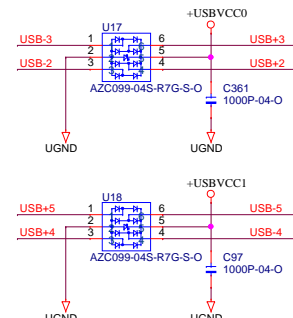 U17
+USBVCC0
USB-3 1 6 USB+3
2 5
USB-2 3 4 USB+2
AZC099-04S-R7G-S-O
C361
1000P-04-O
UGND UGND
U18
+USBVCC1
USB+5 1 6 USB-5
2 5
USB+4 3 4 USB-4
AZC099-04S-R7G-S-O
C97
1000P-04-O
UGND UGND